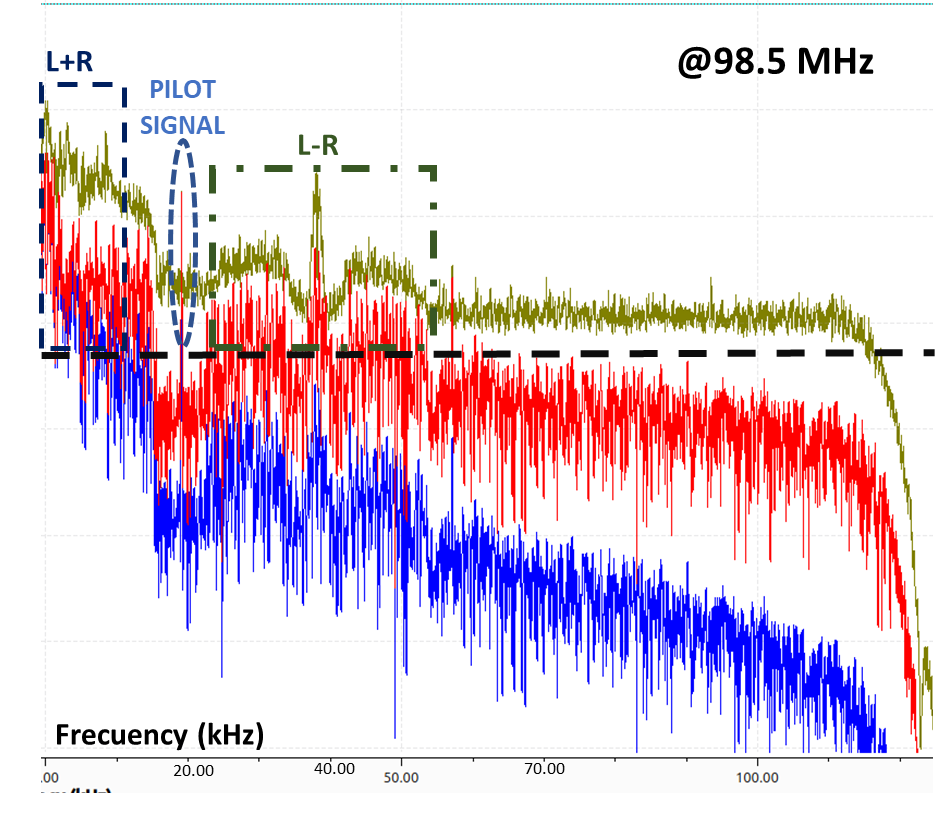 L+R
@98.5 MHz
PILOT
SIGNAL
L-R
Frecuency (kHz)
.00
20.00
40.00
50.00
70.00
100.00